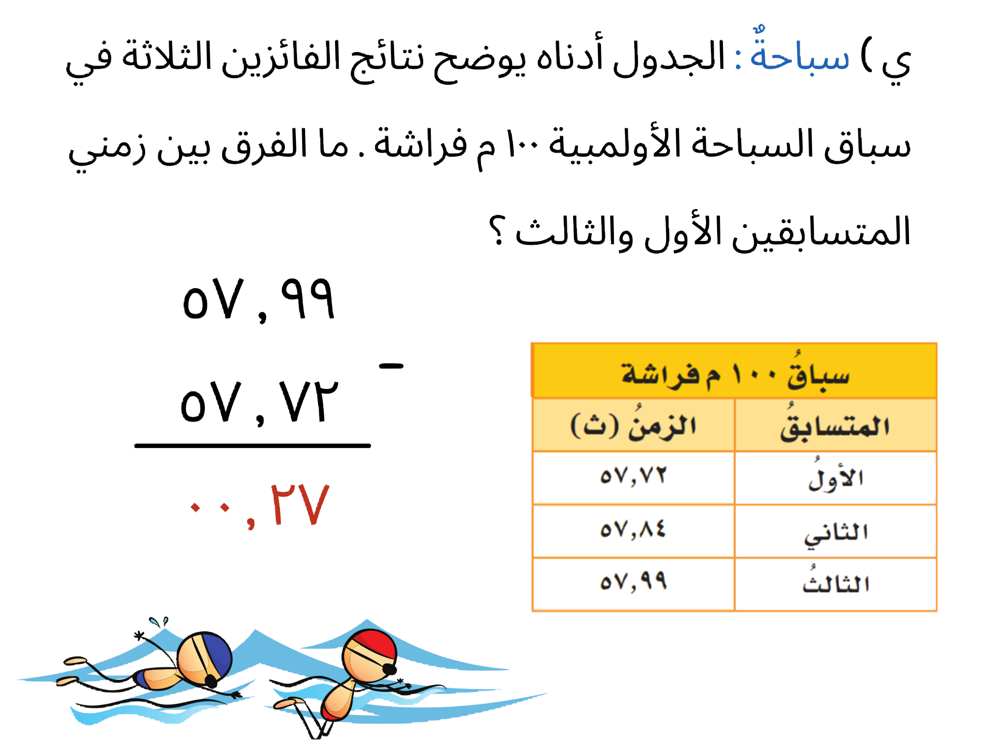 ي ) سباحةٌ : الجدول أدناه يوضح نتائج الفائزين الثلاثة في
سباق السباحة الأولمبية ١٠٠ م فراشة . ما الفرق بين زمني
المتسابقين الأول والثالث ؟
٥٧,٩٩
−
٥٧,٧٢
٠٠,٢٧
سباقُ ١٠٠ م فراشة
المتسابقُ الزمنُ (ث)
الأولُ ٥٧,٧٢
الثاني ٥٧,٨٤
الثالثُ ٥٧,٩٩